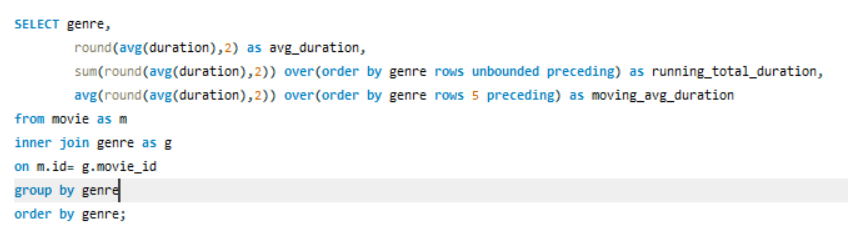 SELECT genre,
round(avg(duration),2) as avg_duration,
sum(round(avg(duration),2)) over(order by genre rows unbounded preceding) as running_total_duration,
avg(round(avg(duration),2)) over(order by genre rows 5 preceding) as moving_avg_duration
from movie as m
inner join genre as g
on m.id= g.movie_id
group by genre
order by genre;